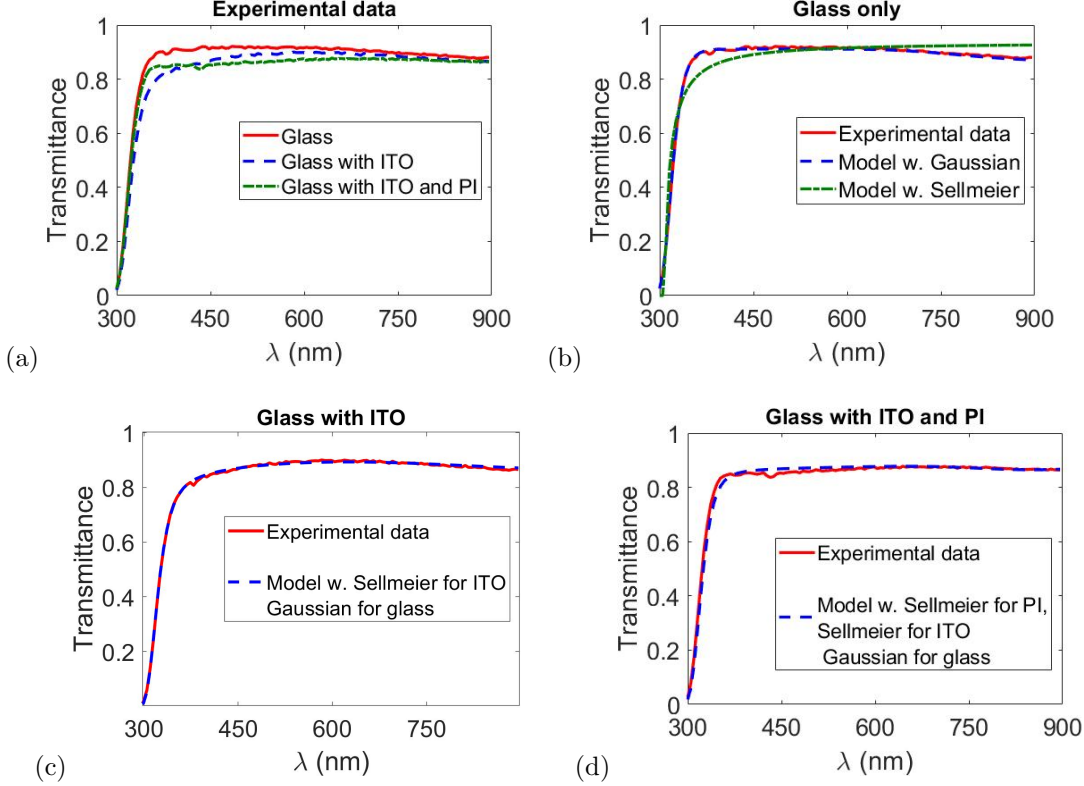 Experimental data
1
0.8
0.6
0.4
0.2
0
Transmittance
Glass
Glass with ITO
Glass with ITO and PI
300 450 600 750 900
λ (nm)
(a)
Glass only
1
0.8
0.6
0.4
0.2
0
Transmittance
Experimental data
Model w. Gaussian
Model w. Sellmeier
300 450 600 750 900
λ (nm)
(b)
Glass with ITO
1
0.8
0.6
0.4
0.2
Transmittance
Experimental data
Model w. Sellmeier for ITO
Gaussian for glass
300 450 600 750
λ (nm)
(c)
Glass with ITO and PI
1
0.8
0.6
0.4
0.2
0
Transmittance
Experimental data
Model w. Sellmeier for PI,
Sellmeier for ITO
Gaussian for glass
300 450 600 750 900
λ (nm)
(d)